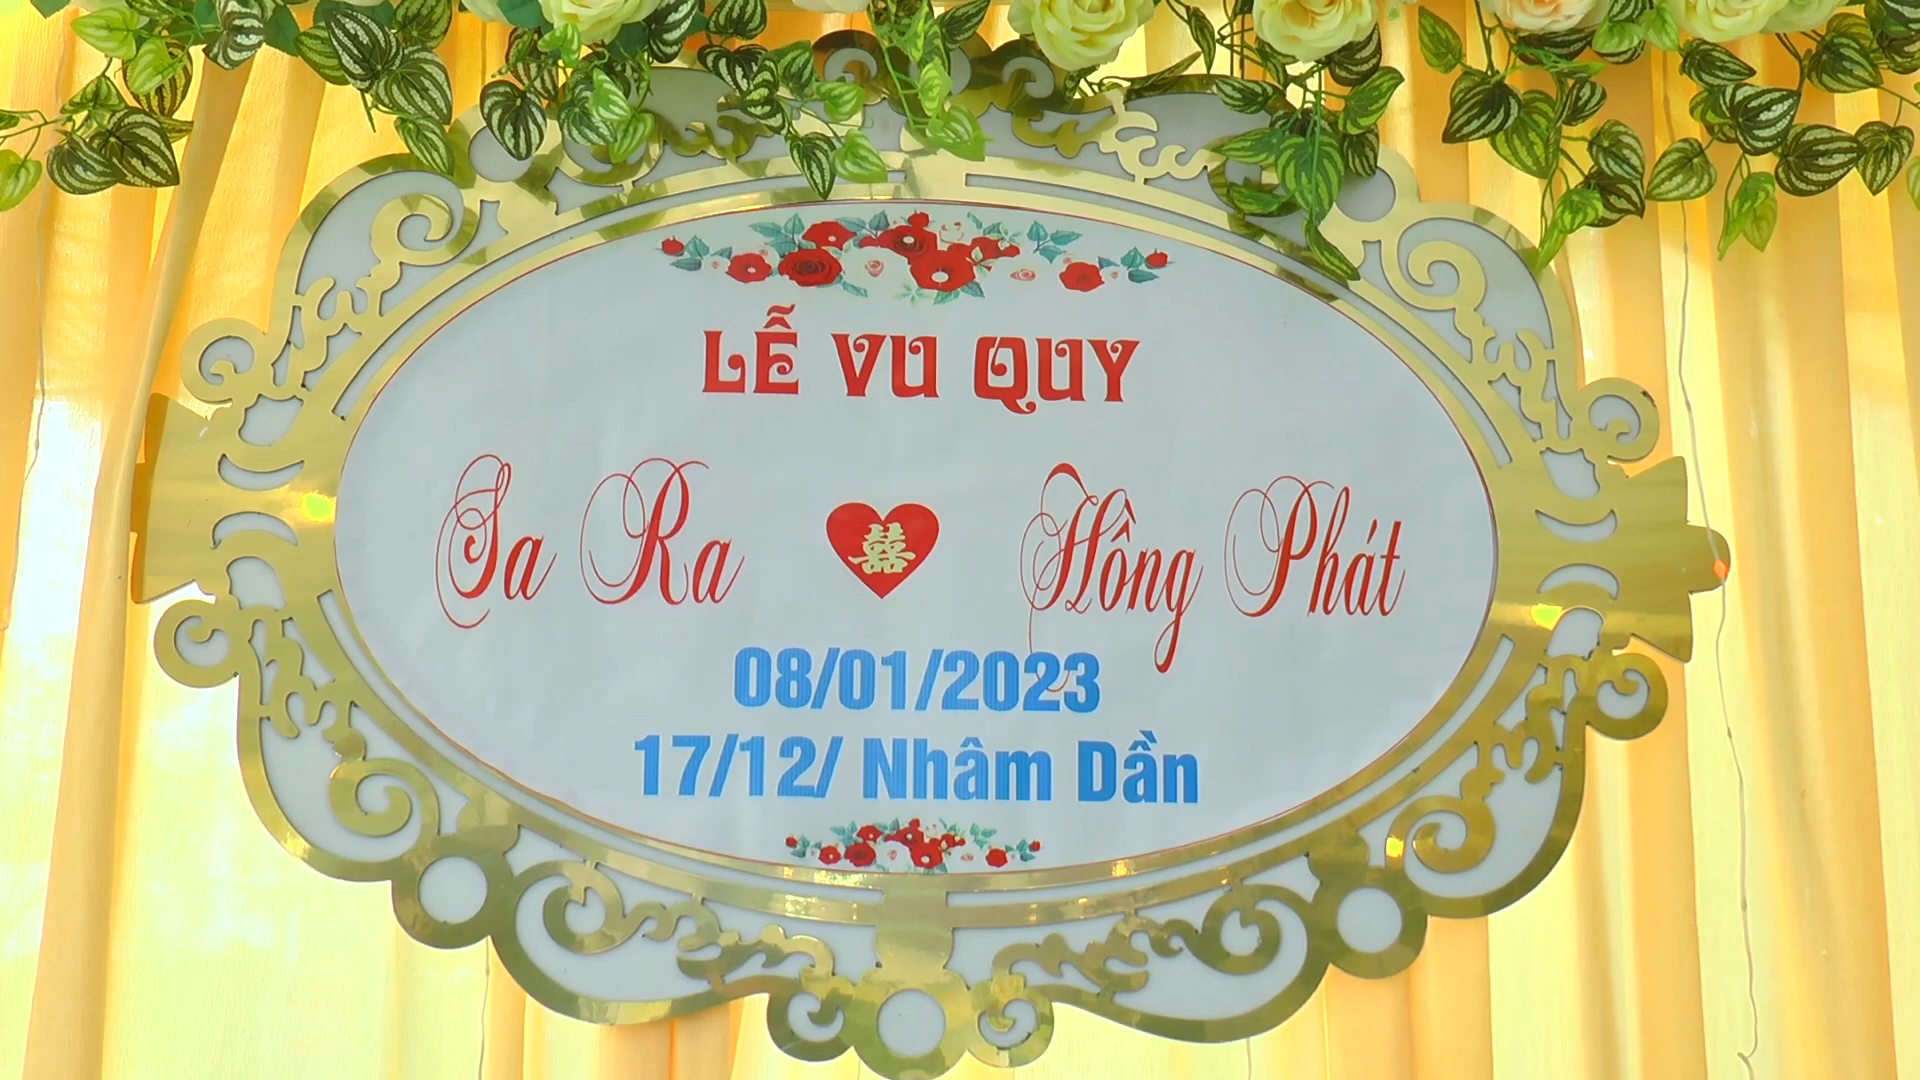 LỄ VU QUY
Sa Ra 囍 Hồng Phát
08/01/2023
17/12/ Nhâm Dần